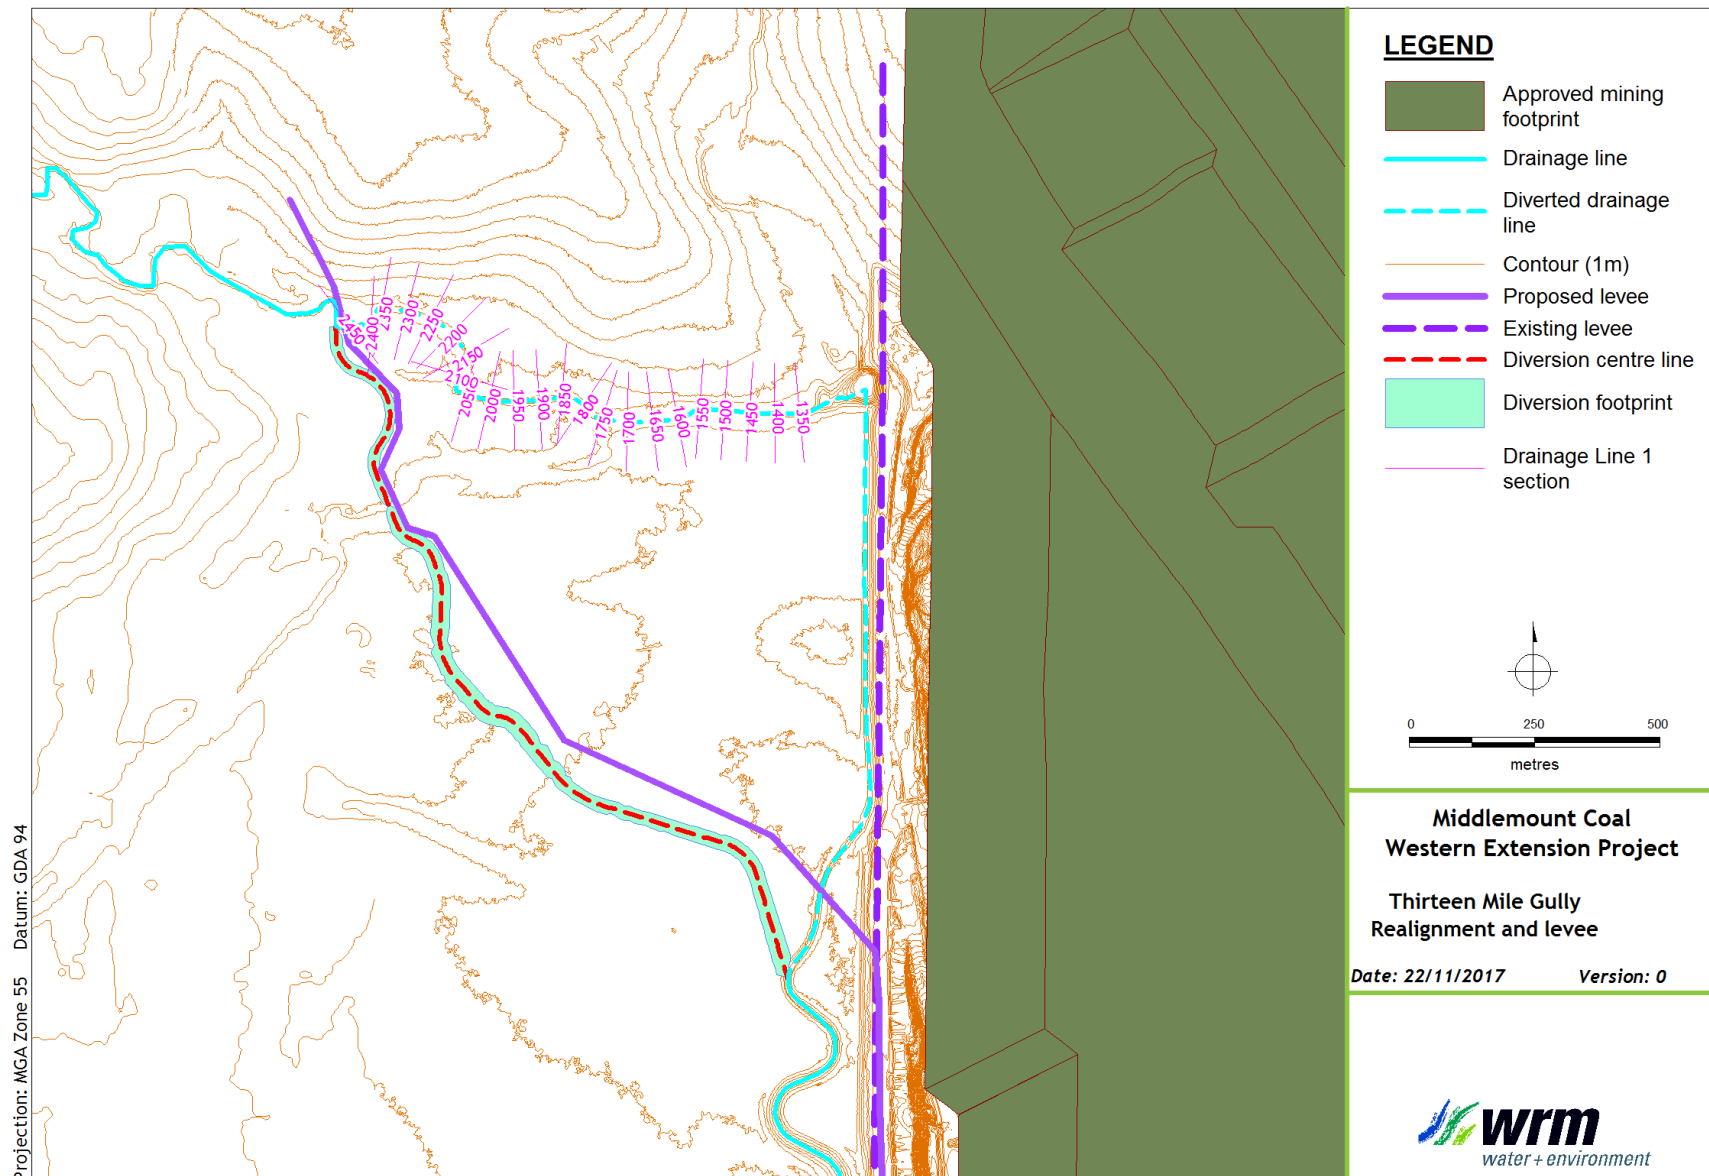 LEGEND
Approved mining
footprint
Drainage line
Diverted drainage
line
Contour (1m)
Proposed levee
Existing levee
Diversion centre line
Diversion footprint
Drainage Line 1
section
0 250 500
metres
Middlemount Coal
Western Extension Project
Thirteen Mile Gully
Realignment and levee
Date: 22/11/2017 Version: 0
wrm
water + environment
Projection: MGA Zone 55 Datum: GDA 94
2450
2400
2350
2300
2250
2200
2150
2100
2050
2000
1950
1900
1850
1800
1750
1700
1650
1600
1550
1500
1450
1400
1350